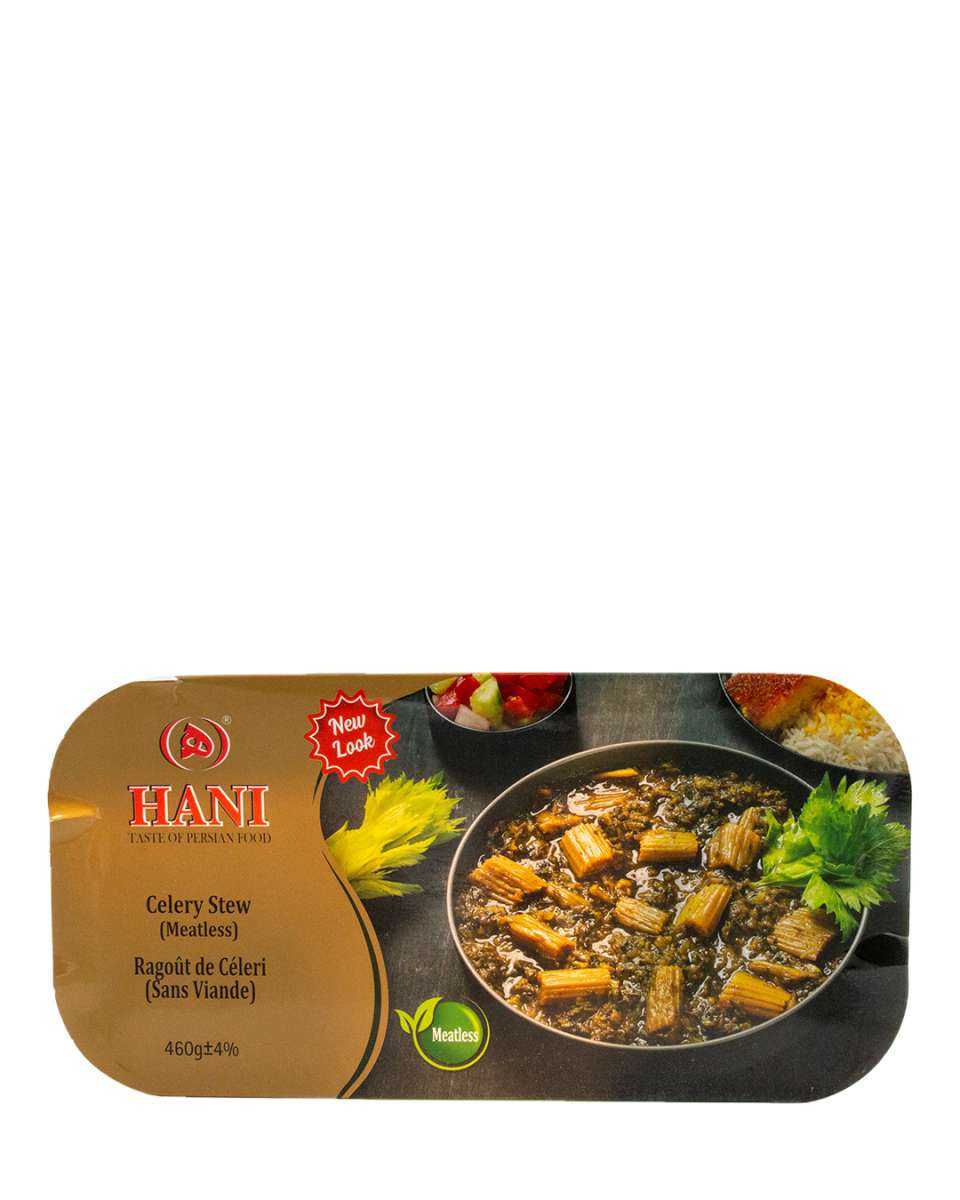 ®
HANI
TASTE OF PERSIAN FOOD
New
Look
Celery Stew
(Meatless)
Ragoût de Céleri
(Sans Viande)
460g±4%
Meatless